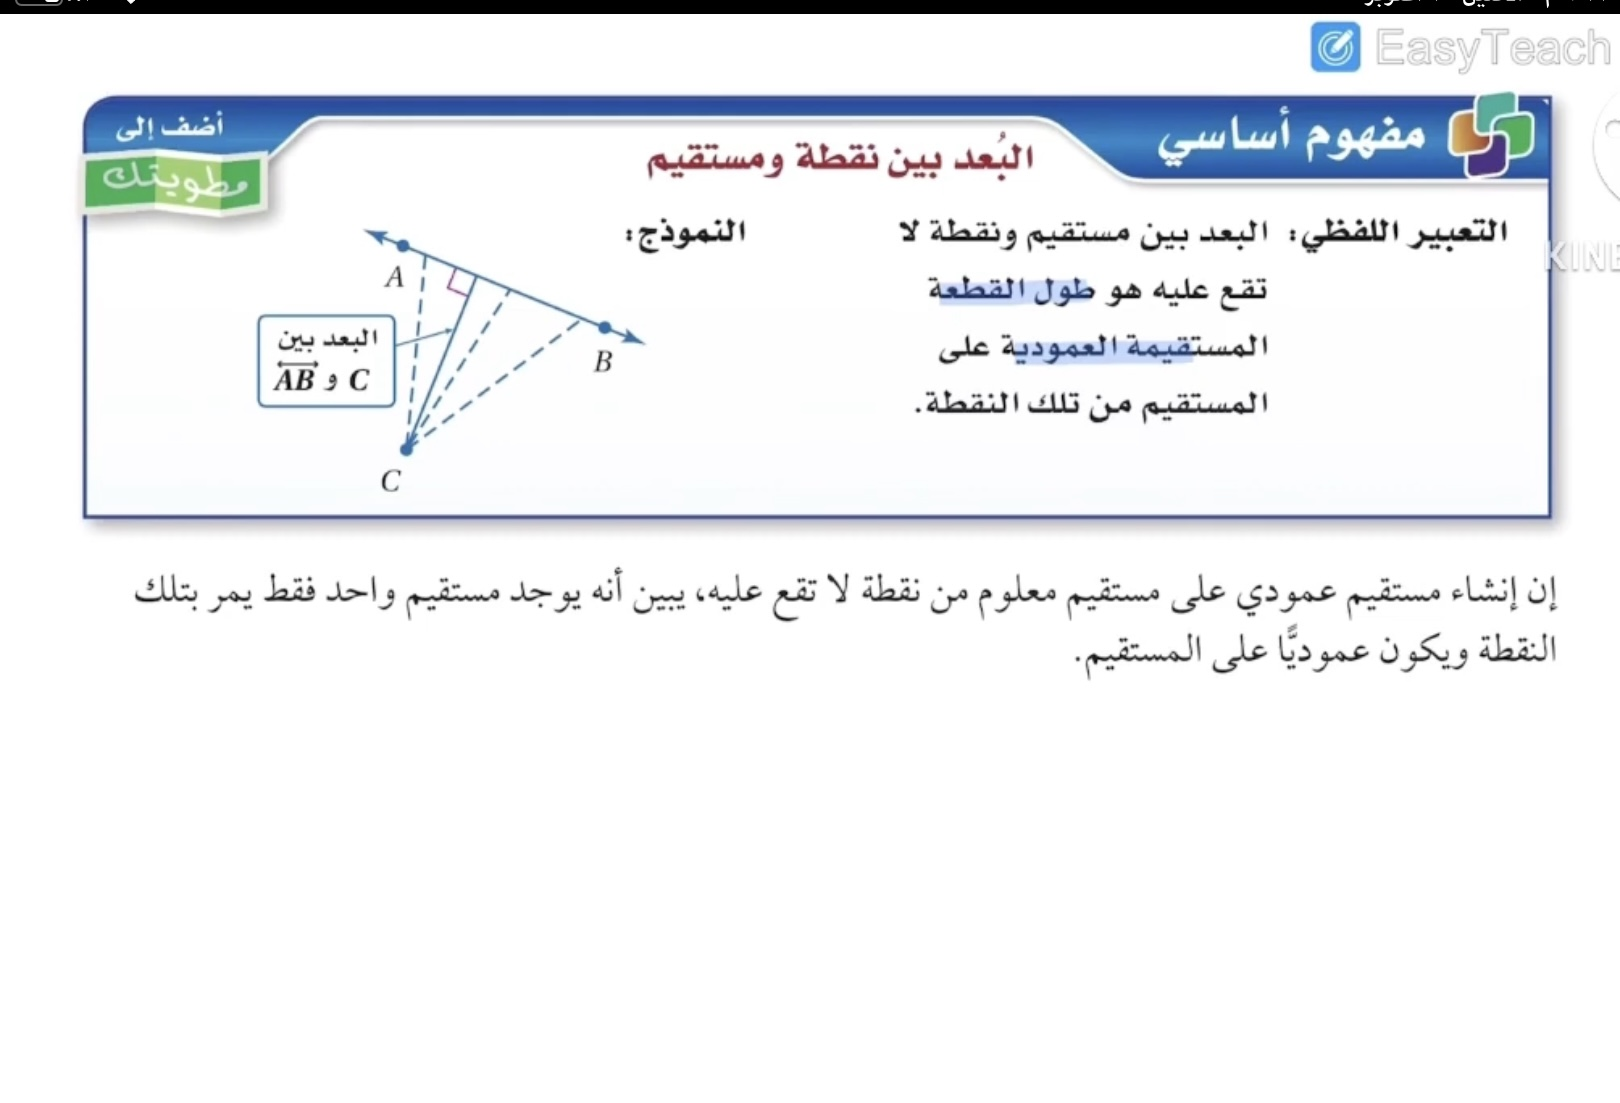 EasyTeach
مفهوم أساسي
أضف إلى
مطويتك
البُعد بين نقطة ومستقيم
التعبير اللفظي: البعد بين مستقيم ونقطة لا
تقع عليه هو طول القطعة
المستقيمة العمودية على
المستقيم من تلك النقطة.
النموذج:
A
B
البعد بين
C و AB
C
KINE
إن إنشاء مستقيم عمودي على مستقيم معلوم من نقطة لا تقع عليه، يبين أنه يوجد مستقيم واحد فقط يمر بتلك
النقطة ويكون عموديًّا على المستقيم.